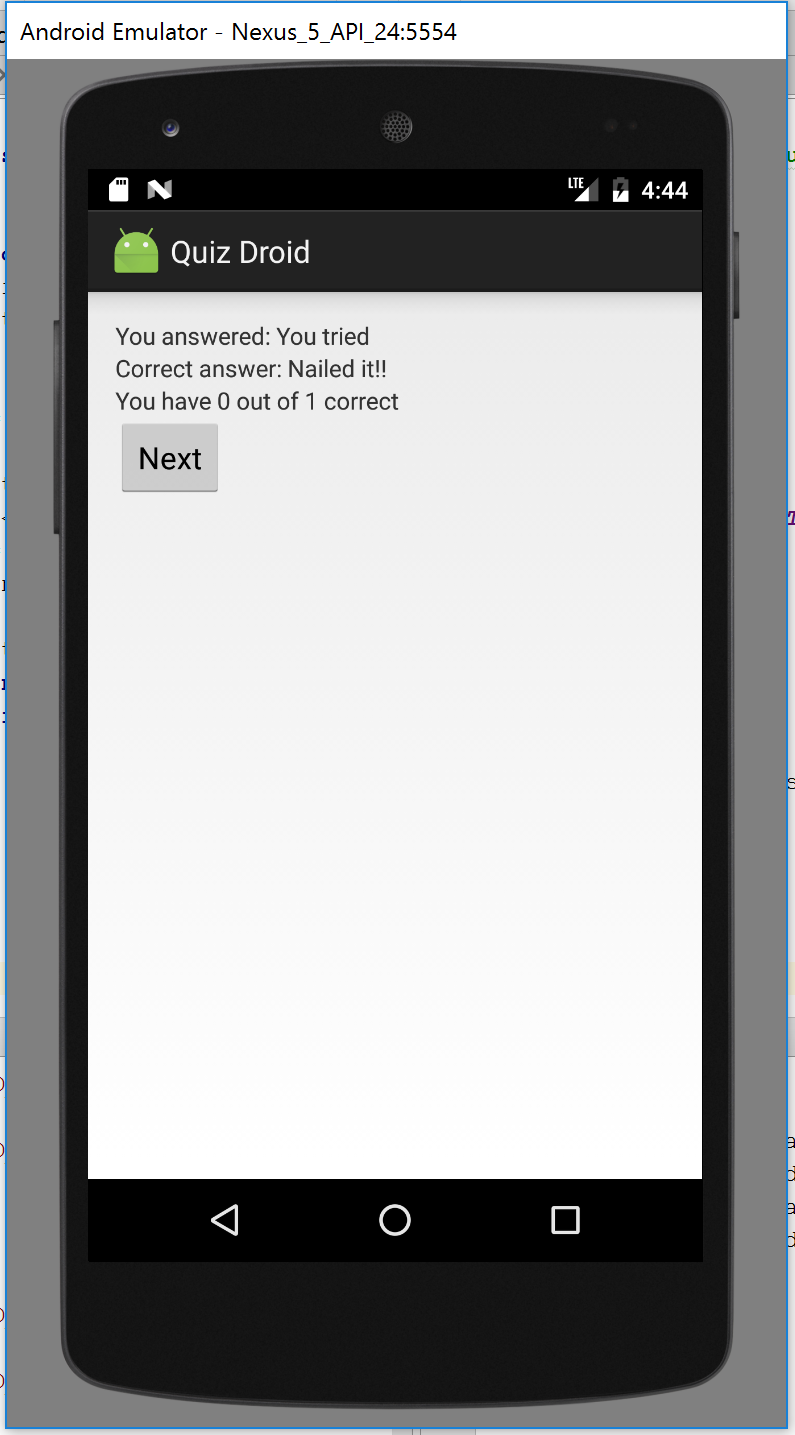 Android Emulator - Nexus_5_API_24:5554
LTE 4:44
Quiz Droid
You answered: You tried
Correct answer: Nailed it!!
You have 0 out of 1 correct
Next